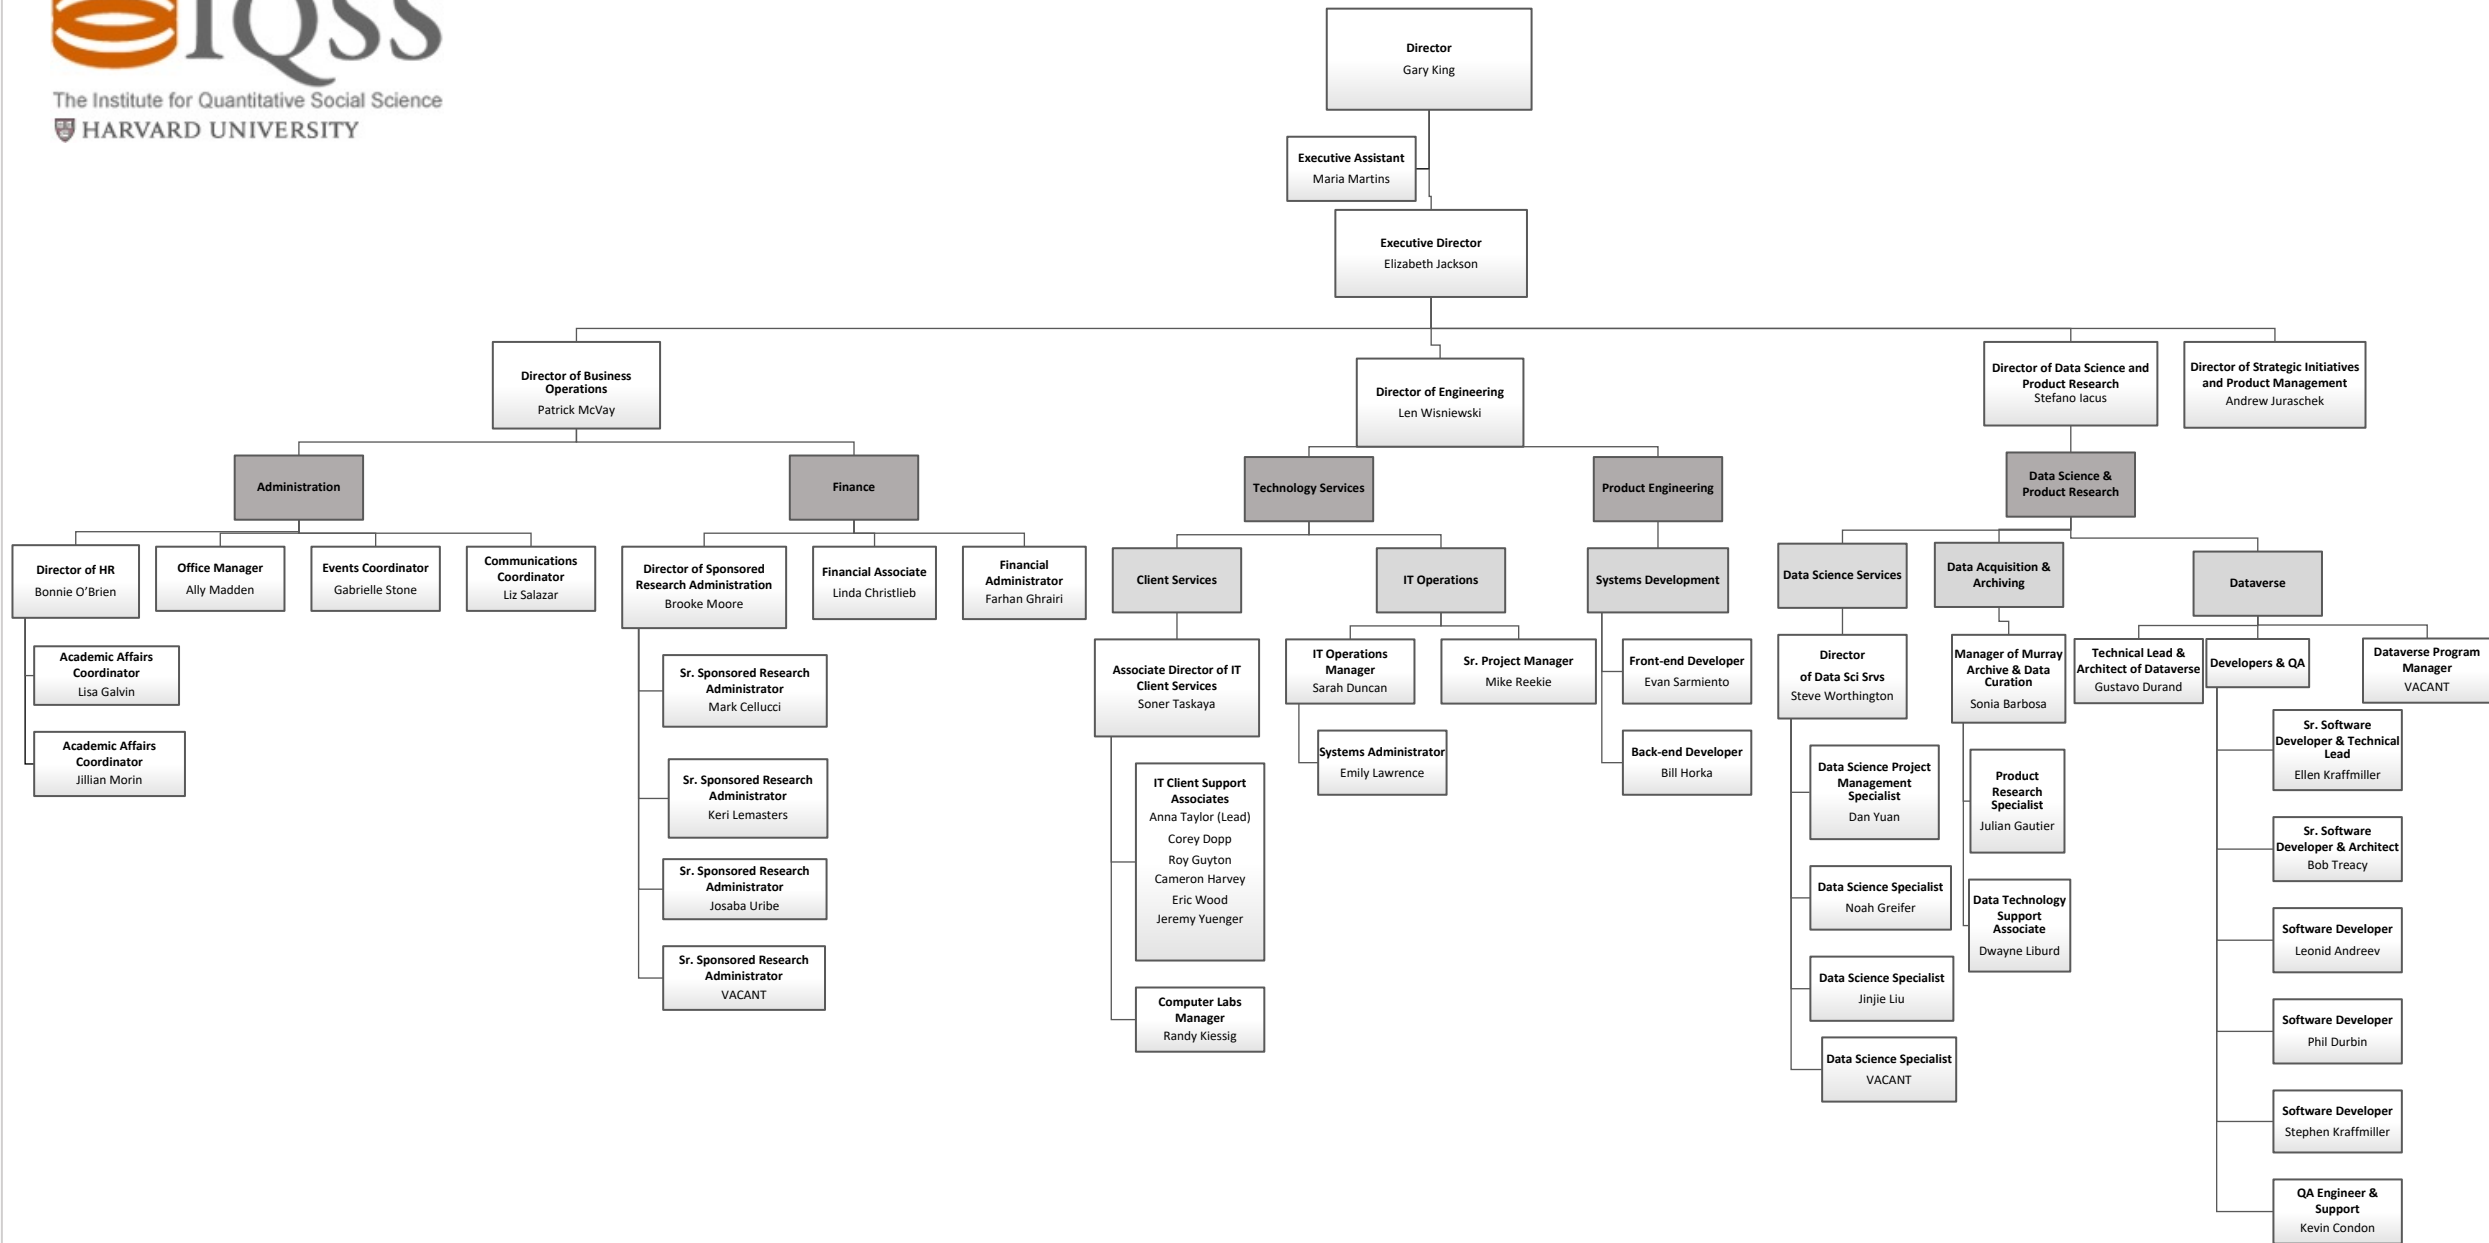 IQSS
The Institute for Quantitative Social Science
HARVARD UNIVERSITY
Director
Gary King
Executive Assistant
Maria Martins
Executive Director
Elizabeth Jackson
Director of Business
Operations
Patrick McVay
Director of Engineering
Len Wisniewski
Director of Data Science and
Product Research
Stefano Iacus
Director of Strategic Initiatives
and Product Management
Andrew Juraschek
Administration
Finance
Technology Services
Product Engineering
Data Science &
Product Research
Director of HR
Bonnie O’Brien
Office Manager
Ally Madden
Events Coordinator
Gabrielle Stone
Communications
Coordinator
Liz Salazar
Academic Affairs
Coordinator
Lisa Galvin
Academic Affairs
Coordinator
Jillian Morin
Director of Sponsored
Research Administration
Brooke Moore
Financial Associate
Linda Christlieb
Financial
Administrator
Farhan Ghrairi
Sr. Sponsored Research
Administrator
Mark Cellucci
Sr. Sponsored Research
Administrator
Keri Lemasters
Sr. Sponsored Research
Administrator
Josaba Uribe
Sr. Sponsored Research
Administrator
VACANT
Client Services
IT Operations
Systems Development
Associate Director of IT
Client Services
Soner Taskaya
IT Client Support
Associates
Anna Taylor (Lead)
Corey Dopp
Roy Guyton
Cameron Harvey
Eric Wood
Jeremy Yuenger
Computer Labs
Manager
Randy Kiessig
IT Operations
Manager
Sarah Duncan
Sr. Project Manager
Mike Reekie
Systems Administrator
Emily Lawrence
Front-end Developer
Evan Sarmiento
Back-end Developer
Bill Horka
Data Science Services
Data Acquisition &
Archiving
Dataverse
Director
of Data Sci Srvs
Steve Worthington
Data Science Project
Management
Specialist
Dan Yuan
Data Science Specialist
Noah Greifer
Data Science Specialist
Jinjie Liu
Data Science Specialist
VACANT
Manager of Murray
Archive & Data
Curation
Sonia Barbosa
Product
Research
Specialist
Julian Gautier
Data Technology
Support
Associate
Dwayne Liburd
Technical Lead &
Architect of Dataverse
Gustavo Durand
Developers & QA
Dataverse Program
Manager
VACANT
Sr. Software
Developer & Technical
Lead
Ellen Kraffmiller
Sr. Software
Developer & Architect
Bob Treacy
Software Developer
Leonid Andreev
Software Developer
Phil Durbin
Software Developer
Stephen Kraffmiller
QA Engineer &
Support
Kevin Condon